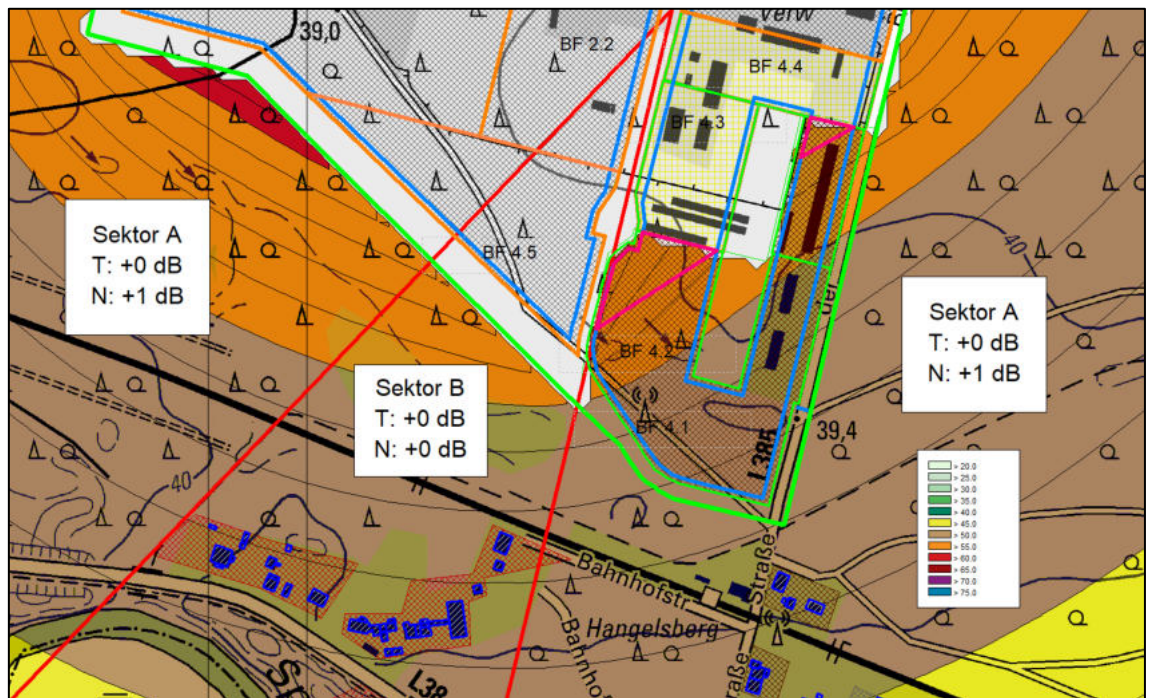 39,0
Verw
BF 2.2
BF 4.4
BF 4.3
Sektor A
T: +0 dB
N: +1 dB
BF 4.5
40
Sektor A
T: +0 dB
N: +1 dB
BF 4.2
Sektor B
T: +0 dB
N: +0 dB
BF 4.1
L385
39,4
40
> 20.0
> 25.0
> 30.0
> 35.0
> 40.0
> 45.0
> 50.0
> 55.0
> 60.0
> 65.0
> 70.0
> 75.0
Bahnhofstr
Straße
Hangelsberg
Bahnho
L38
Straße